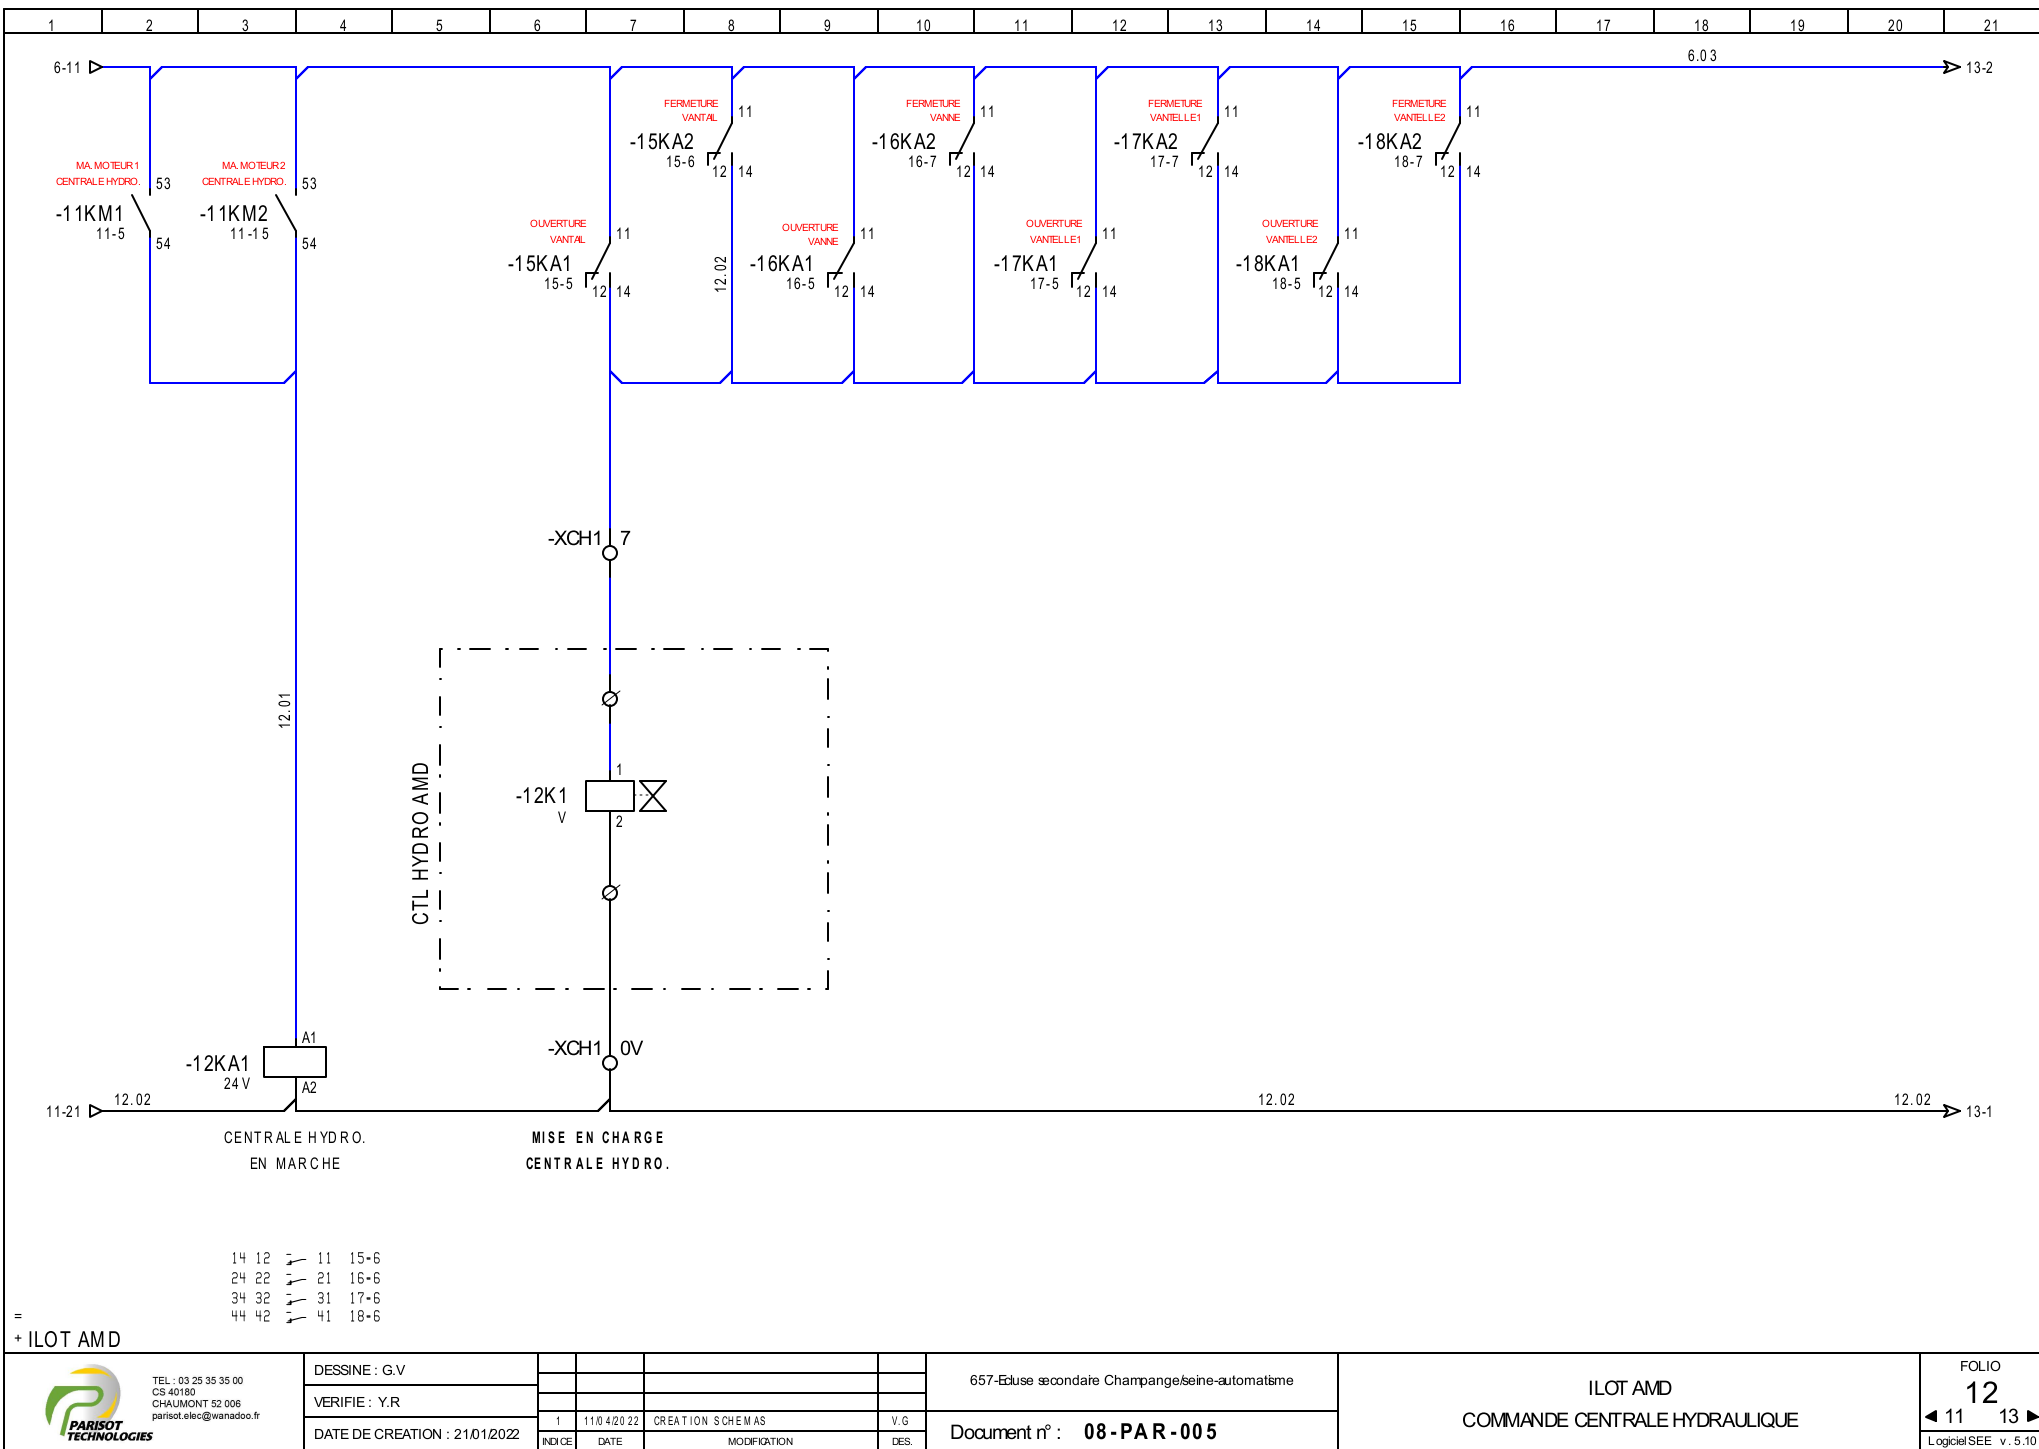 1 2 3 4 5 6 7 8 9 10 11 12 13 14 15 16 17 18 19 20 21
6-11
6.03
13-2
MA. MOTEUR1
CENTRALE HYDRO.
53
-11KM1
11-5
54
MA. MOTEUR2
CENTRALE HYDRO.
53
-11KM2
11-15
54
OUVERTURE
VANTAIL
11
-15KA1
15-5
12 14
FERMETURE
VANTAIL
11
-15KA2
15-6
12 14
12.02
OUVERTURE
VANNE
11
-16KA1
16-5
12 14
FERMETURE
VANNE
11
-16KA2
16-7
12 14
OUVERTURE
VANTELLE1
11
-17KA1
17-5
12 14
FERMETURE
VANTELLE1
11
-17KA2
17-7
12 14
OUVERTURE
VANTELLE2
11
-18KA1
18-5
12 14
FERMETURE
VANTELLE2
11
-18KA2
18-7
12 14
-XCH1 7
12.01
CTL HYDRO AMD
1
-12K1
V
2
A1
-12KA1
24 V
A2
-XCH1 0V
11-21
12.02
12.02
12.02
13-1
CENTRALE HYDRO.
EN MARCHE
MISE EN CHARGE
CENTRALE HYDRO.
14 12 11 15-6
24 22 21 16-6
34 32 31 17-6
44 42 41 18-6
=
+ ILOT AMD
PARISOT
TECHNOLOGIES
TEL : 03 25 35 35 00
CS 40180
CHAUMONT 52 006
parisot.elec@wanadoo.fr
DESSINE : G.V
VERIFIE : Y.R
DATE DE CREATION : 21/01/2022
1 11/04/2022 CREATION SCHEMAS V.G
INDICE DATE MODIFICATION DES.
657-Ecluse secondaire Champange/seine-automatisme
Document n° : 08-PAR-005
ILOT AMD
COMMANDE CENTRALE HYDRAULIQUE
FOLIO
12
11 13
Logiciel SEE v. 5.10